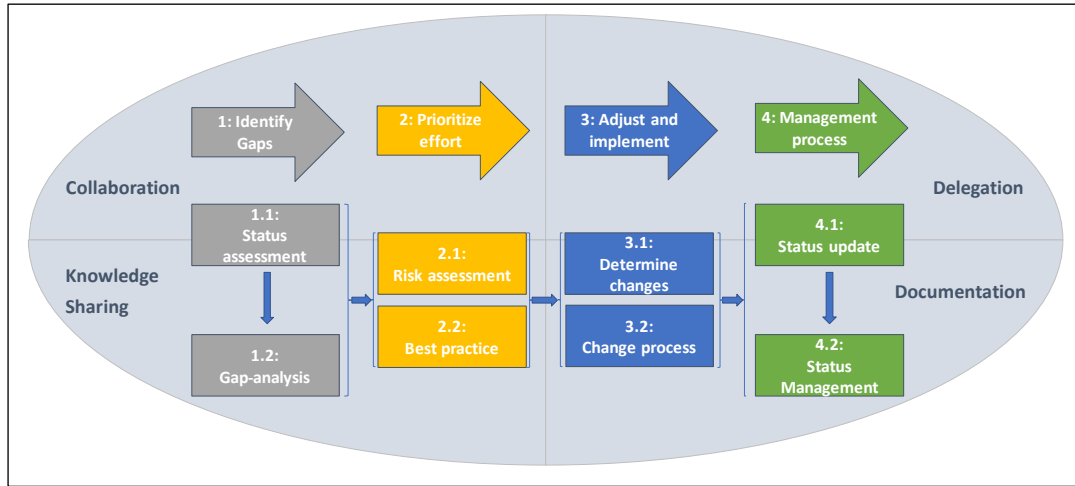 1: Identify
Gaps
2: Prioritize
effort
3: Adjust and
implement
4: Management
process
Collaboration
Delegation
1.1:
Status
assessment
4.1:
Status update
2.1:
Risk assessment
3.1:
Determine
changes
Knowledge
Sharing
Documentation
2.2:
Best practice
3.2:
Change process
1.2:
Gap-analysis
4.2:
Status
Management